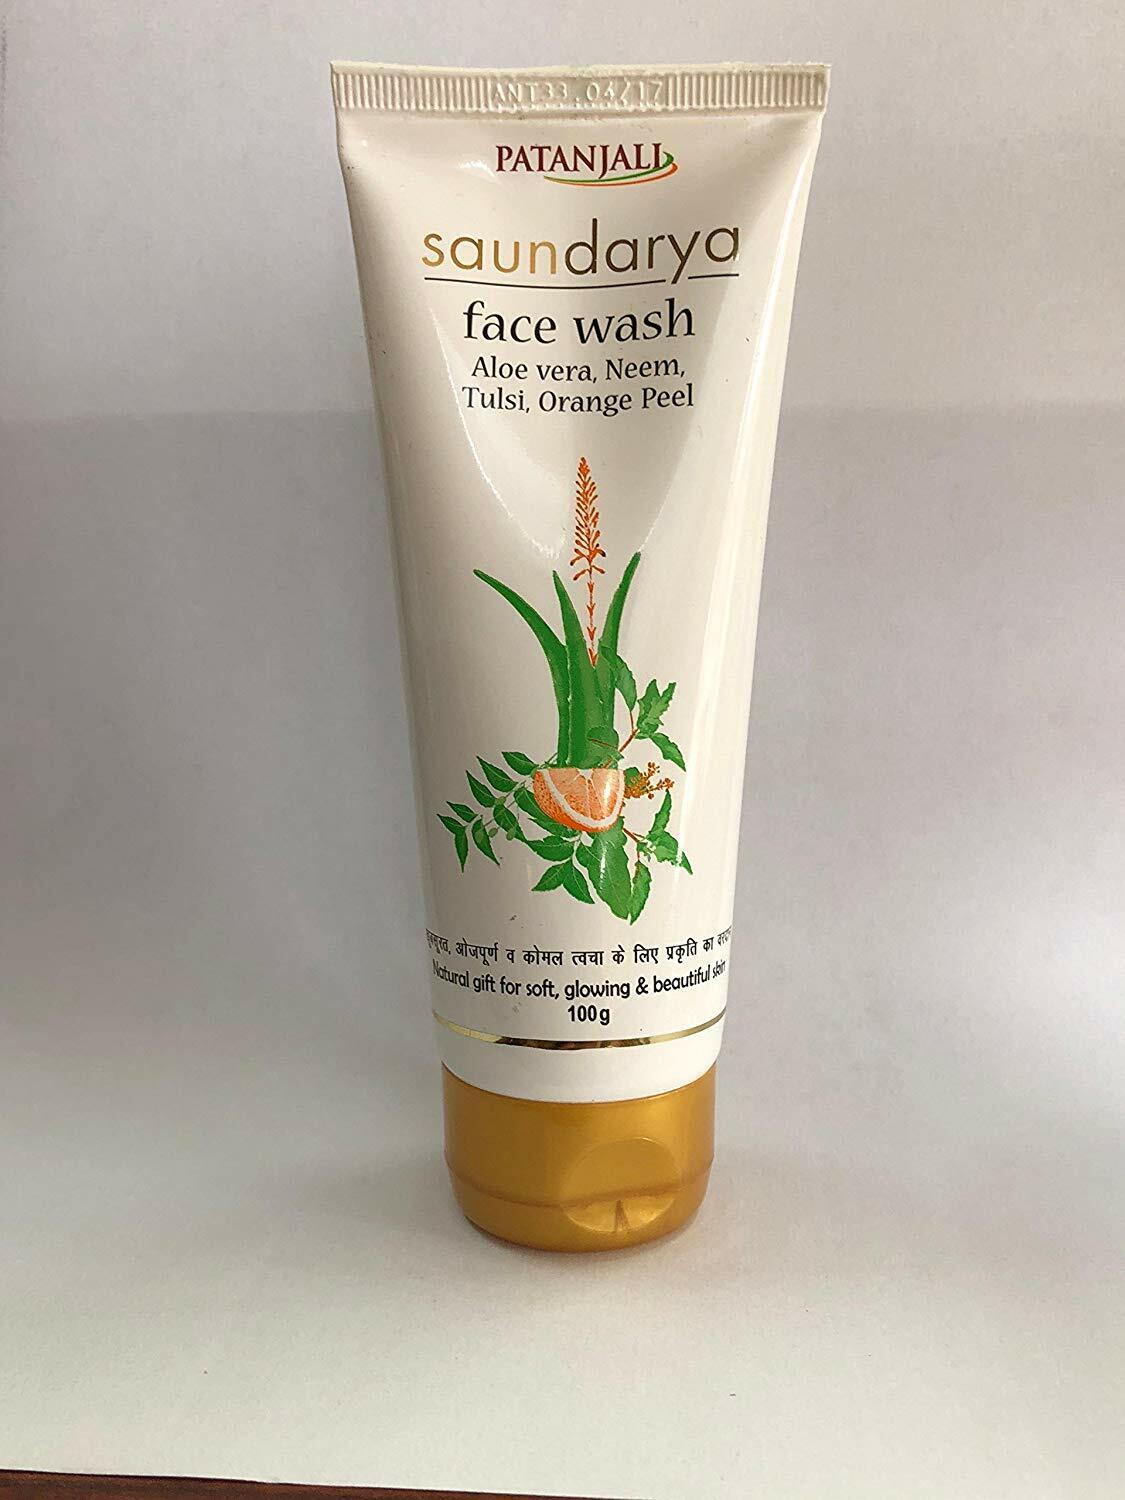 ANT33.04/17
PATANJALI
saundarya
face wash
Aloe vera, Neem,
Tulsi, Orange Peel
ओजपूर्ण व कोमल त्वचा के लिए प्रकृति का
Natural gift for soft, glowing & beautiful skin
100g